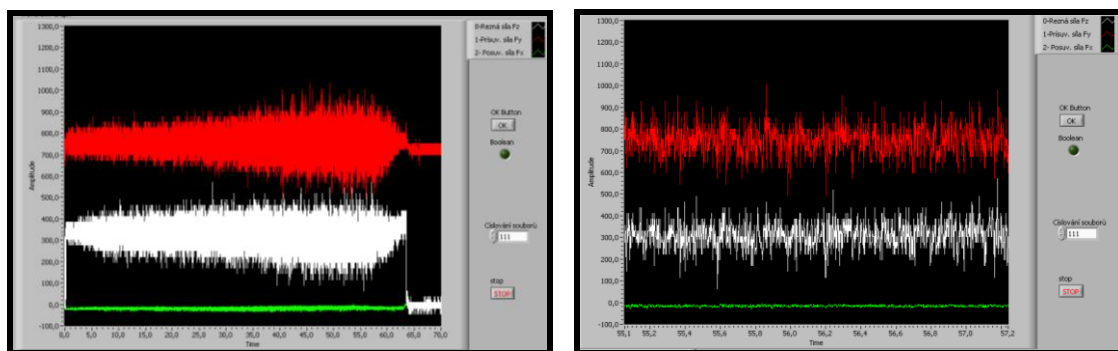 0-Rezná síla Fz
1-Prisuv. síla Fy
2- Posuv. síla Fx
1300,0
1200,0
1100,0
1000,0
900,0
800,0
700,0
600,0
500,0
400,0
300,0
200,0
100,0
0,0
-100,0
Amplitude
0,0
5,0
10,0
15,0
20,0
25,0
30,0
35,0
40,0
45,0
50,0
55,0
60,0
65,0
70,0
Time
OK Button
OK
Boolean
Císlování souborù
111
stop
STOP
0-Rezná síla Fz
1-Prisuv. síla Fy
2- Posuv. síla Fx
1300,0
1200,0
1100,0
1000,0
900,0
800,0
700,0
600,0
500,0
400,0
300,0
200,0
100,0
0,0
-100,0
Amplitude
55,1
55,2
55,4
55,6
55,8
56,0
56,2
56,4
56,6
56,8
57,0
57,2
Time
OK Button
OK
Boolean
Císlování souborù
111
stop
STOP